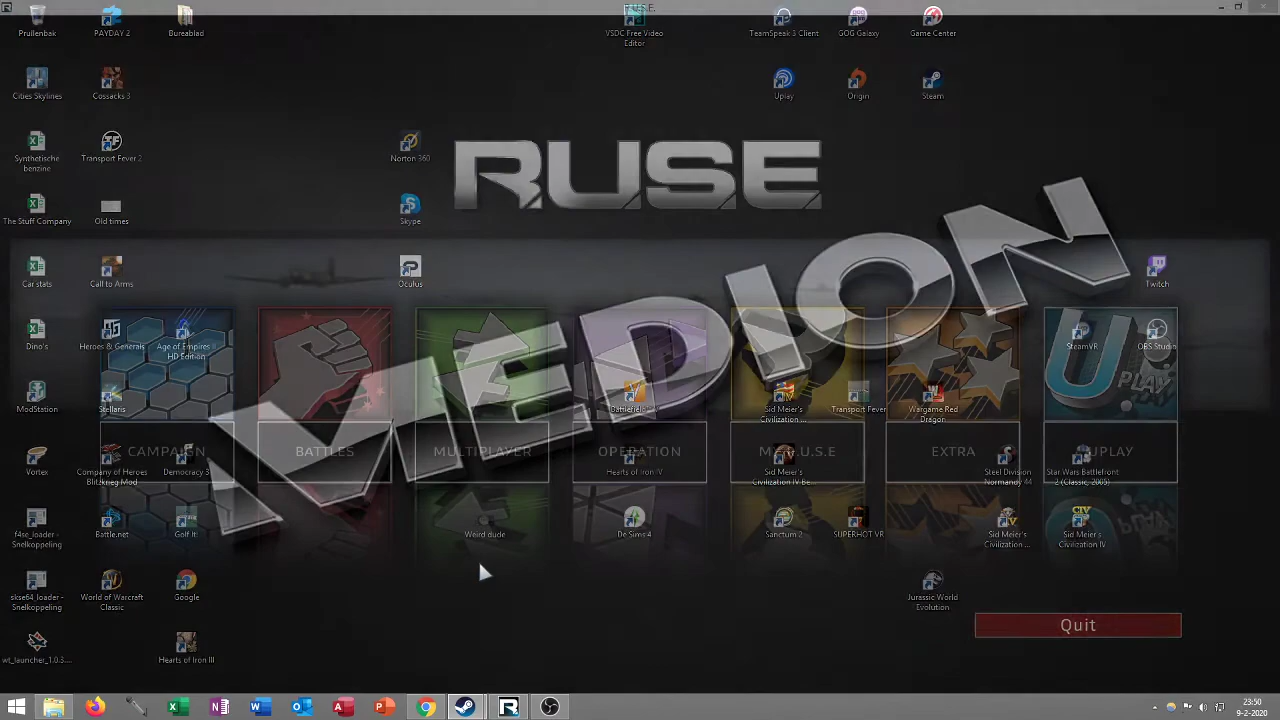 R.U.S.E.
Prullenbak
PAYDAY 2
Bureaublad
VSDC Free Video
Editor
TeamSpeak 3 Client
GOG Galaxy
Game Center
Cities Skylines
Cossacks 3
Uplay
Origin
Steam
Synthetische
benzine
Transport Fever 2
Norton 360
R.U.S.E
The Stuff Company
Old times
Skype
MEDION
Car stats
Call to Arms
Oculus
Twitch
Dino's
Heroes & Generals
Age of Empires II
HD Edition
SteamVR
OBS Studio
U PLAY
ModStation
Stellaris
Sid Meier's
Civilization ...
Transport Fever
Wargame Red
Dragon
CAMPAIGN
BATTLES
MULTIPLAYER
OPERATION
EXTRA
UPLAY
Vortex
Company of Heroes
Blitzkrieg Mod
Democracy 3
Hearts of Iron IV
Sid Meier's
Civilization IV Be...
Steel Division
Normandy 44
Star Wars Battlefront
2 (Classic, 2005)
f4se_loader -
Snelkoppeling
Battle.net
Golf It!
Weird dude
De Sims 4
Sanctum 2
SUPERHOT VR
Sid Meier's
Civilization ...
Sid Meier's
Civilization IV
skse64_loader -
Snelkoppeling
World of Warcraft
Classic
Google
Jurassic World
Evolution
Quit
wt_launcher_1.0.3....
Hearts of Iron III
23:50
9-2-2020